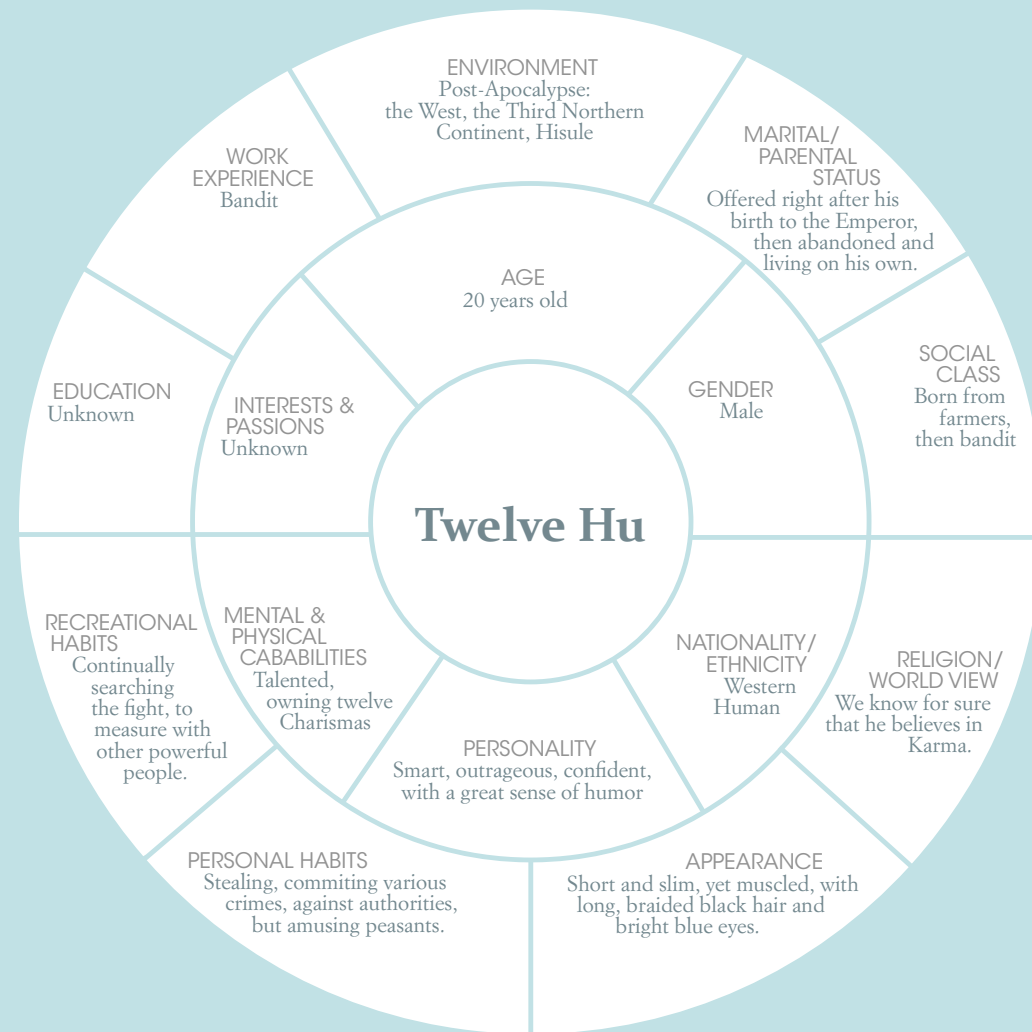 ENVIRONMENT
Post-Apocalypse:
the West, the Third Northern
Continent, Hisule
MARITAL/
PARENTAL
STATUS
Offered right after his
birth to the Emperor,
then abandoned and
living on his own.
SOCIAL
CLASS
Born from
farmers,
then bandit
RELIGION/
WORLD VIEW
We know for sure
that he believes in
Karma.
APPEARANCE
Short and slim, yet muscled, with
long, braided black hair and
bright blue eyes.
PERSONAL HABITS
Stealing, commiting various
crimes, against authorities,
but amusing peasants.
RECREATIONAL
HABITS
Continually
searching
the fight, to
measure with
other powerful
people.
EDUCATION
Unknown
WORK
EXPERIENCE
Bandit
AGE
20 years old
GENDER
Male
NATIONALITY/
ETHNICITY
Western
Human
PERSONALITY
Smart, outrageous, confident,
with a great sense of humor
MENTAL &
PHYSICAL
CABABILITIES
Talented,
owning twelve
Charismas
INTERESTS &
PASSIONS
Unknown
Twelve Hu